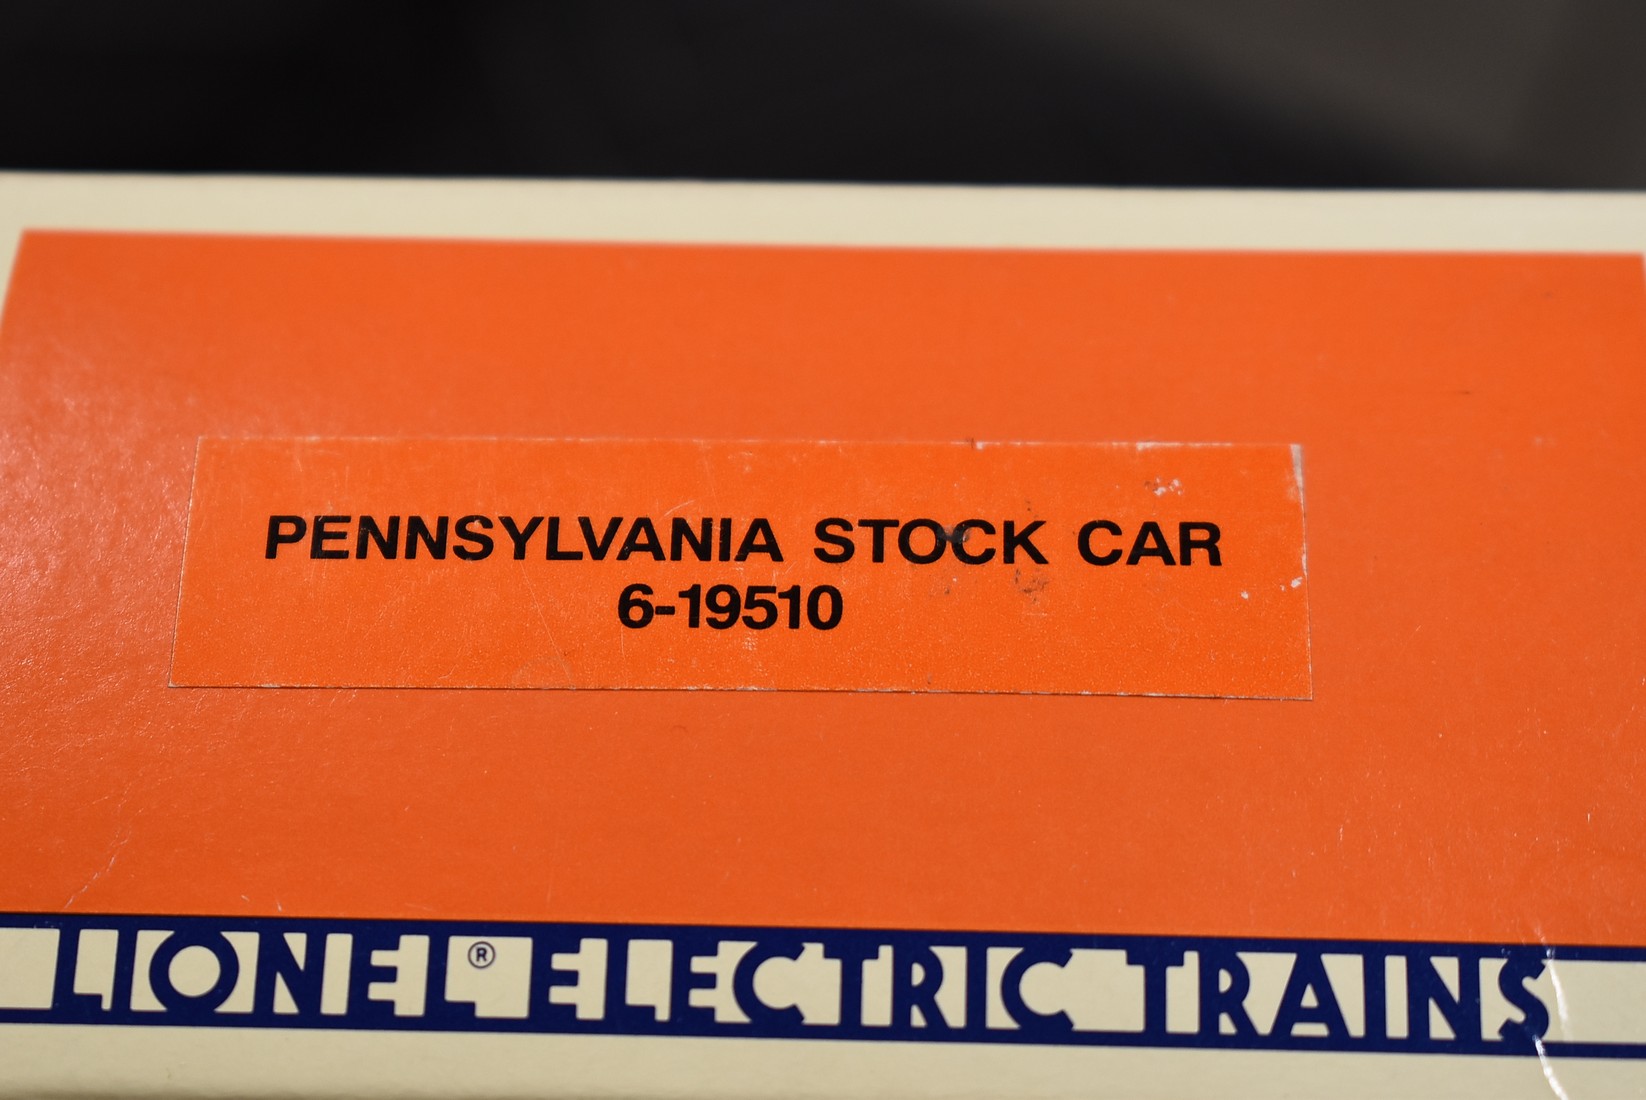 PENNSYLVANIA STOCK CAR
6-19510
LIONEL® ELECTRIC TRAINS